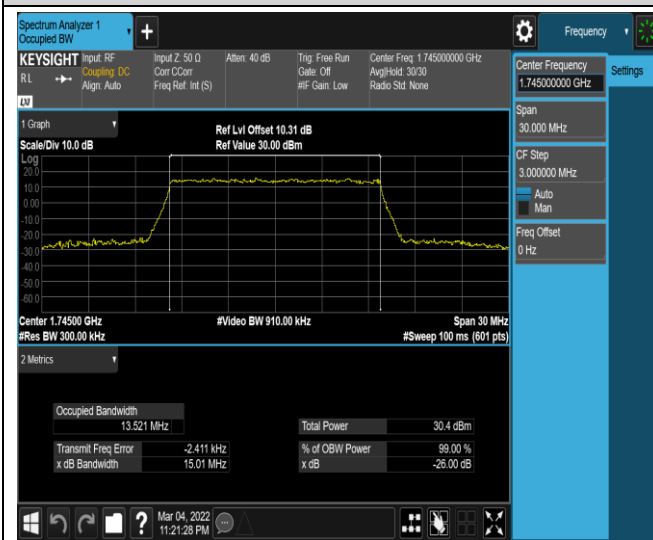 Spectrum Analyzer 1
Occupied BW
+
Frequency
KEYSIGHT
RL
LXI
Input: RF
Coupling: DC
Align: Auto
Input Z: 50 Ω
Corr CCorr
Freq Ref: Int (S)
Atten: 40 dB
Trig: Free Run
Gate: Off
#IF Gain: Low
Center Freq: 1.745000000 GHz
Avg|Hold: 30/30
Radio Std: None
Center Frequency
1.745000000 GHz
Settings
Span
30.000 MHz
CF Step
3.000000 MHz
Auto
Man
Freq Offset
0 Hz
1 Graph
Scale/Div 10.0 dB
Ref Lvl Offset 10.31 dB
Ref Value 30.00 dBm
Log
20.0
10.0
0.00
-10.0
-20.0
-30.0
-40.0
-50.0
-60.0
Center 1.74500 GHz
#Video BW 910.00 kHz
Span 30 MHz
#Res BW 300.00 kHz
#Sweep 100 ms (601 pts)
2 Metrics
Occupied Bandwidth
13.521 MHz
Total Power 30.4 dBm
Transmit Freq Error -2.411 kHz
% of OBW Power 99.00 %
x dB Bandwidth 15.01 MHz
x dB -26.00 dB
?
Mar 04, 2022
11:21:28 PM